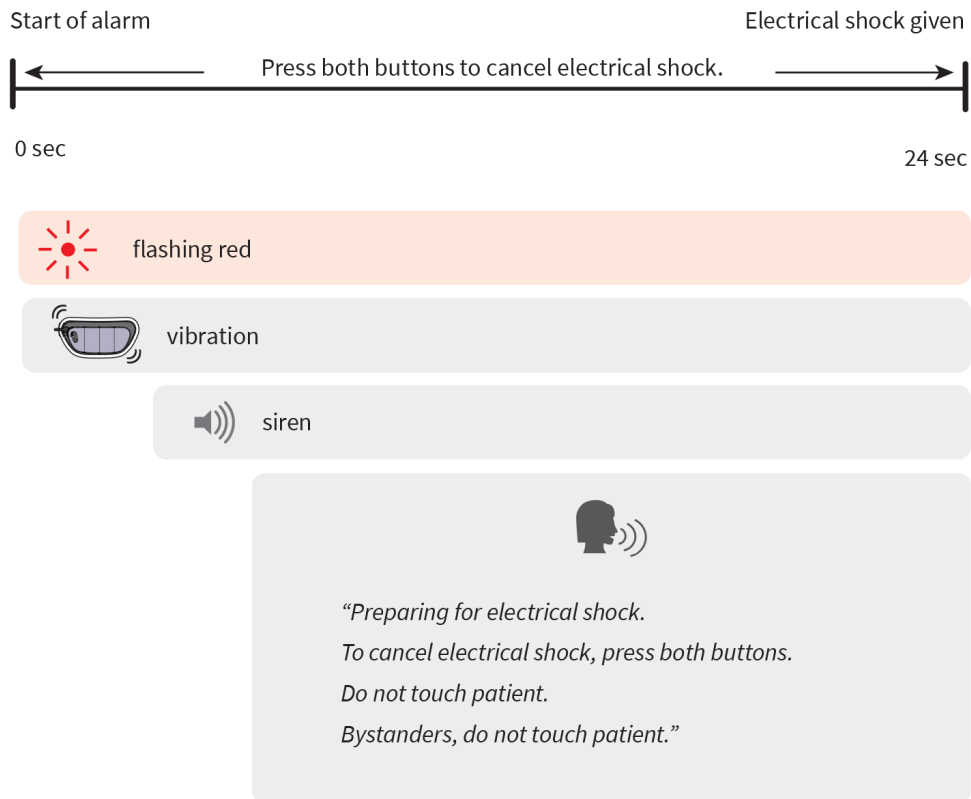 Start of alarm
Electrical shock given
Press both buttons to cancel electrical shock.
0 sec
24 sec
flashing red
vibration
siren
“Preparing for electrical shock.
To cancel electrical shock, press both buttons.
Do not touch patient.
Bystanders, do not touch patient.”